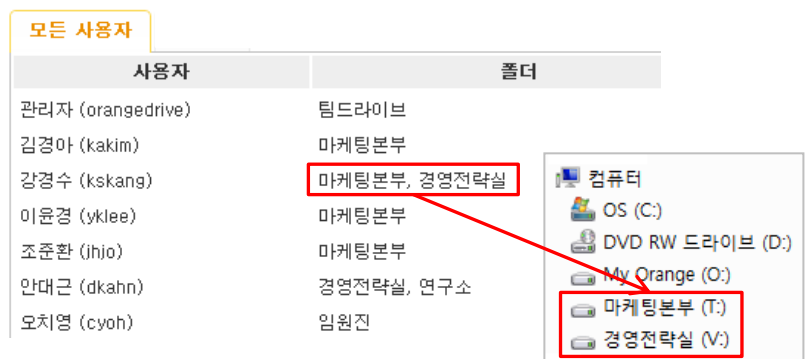 모든 사용자
사용자 폴더
관리자 (orangedrive) 팀드라이브
김경아 (kakim) 마케팅본부
강경수 (kskang) 마케팅본부, 경영전략실
이윤경 (yklee) 마케팅본부
조준환 (jhjo) 마케팅본부
안대근 (dkahn) 경영전략실, 연구소
오치영 (cyoh) 임원진
컴퓨터
OS (C:)
DVD RW 드라이브 (D:)
My Orange (O:)
마케팅본부 (T:)
경영전략실 (V:)